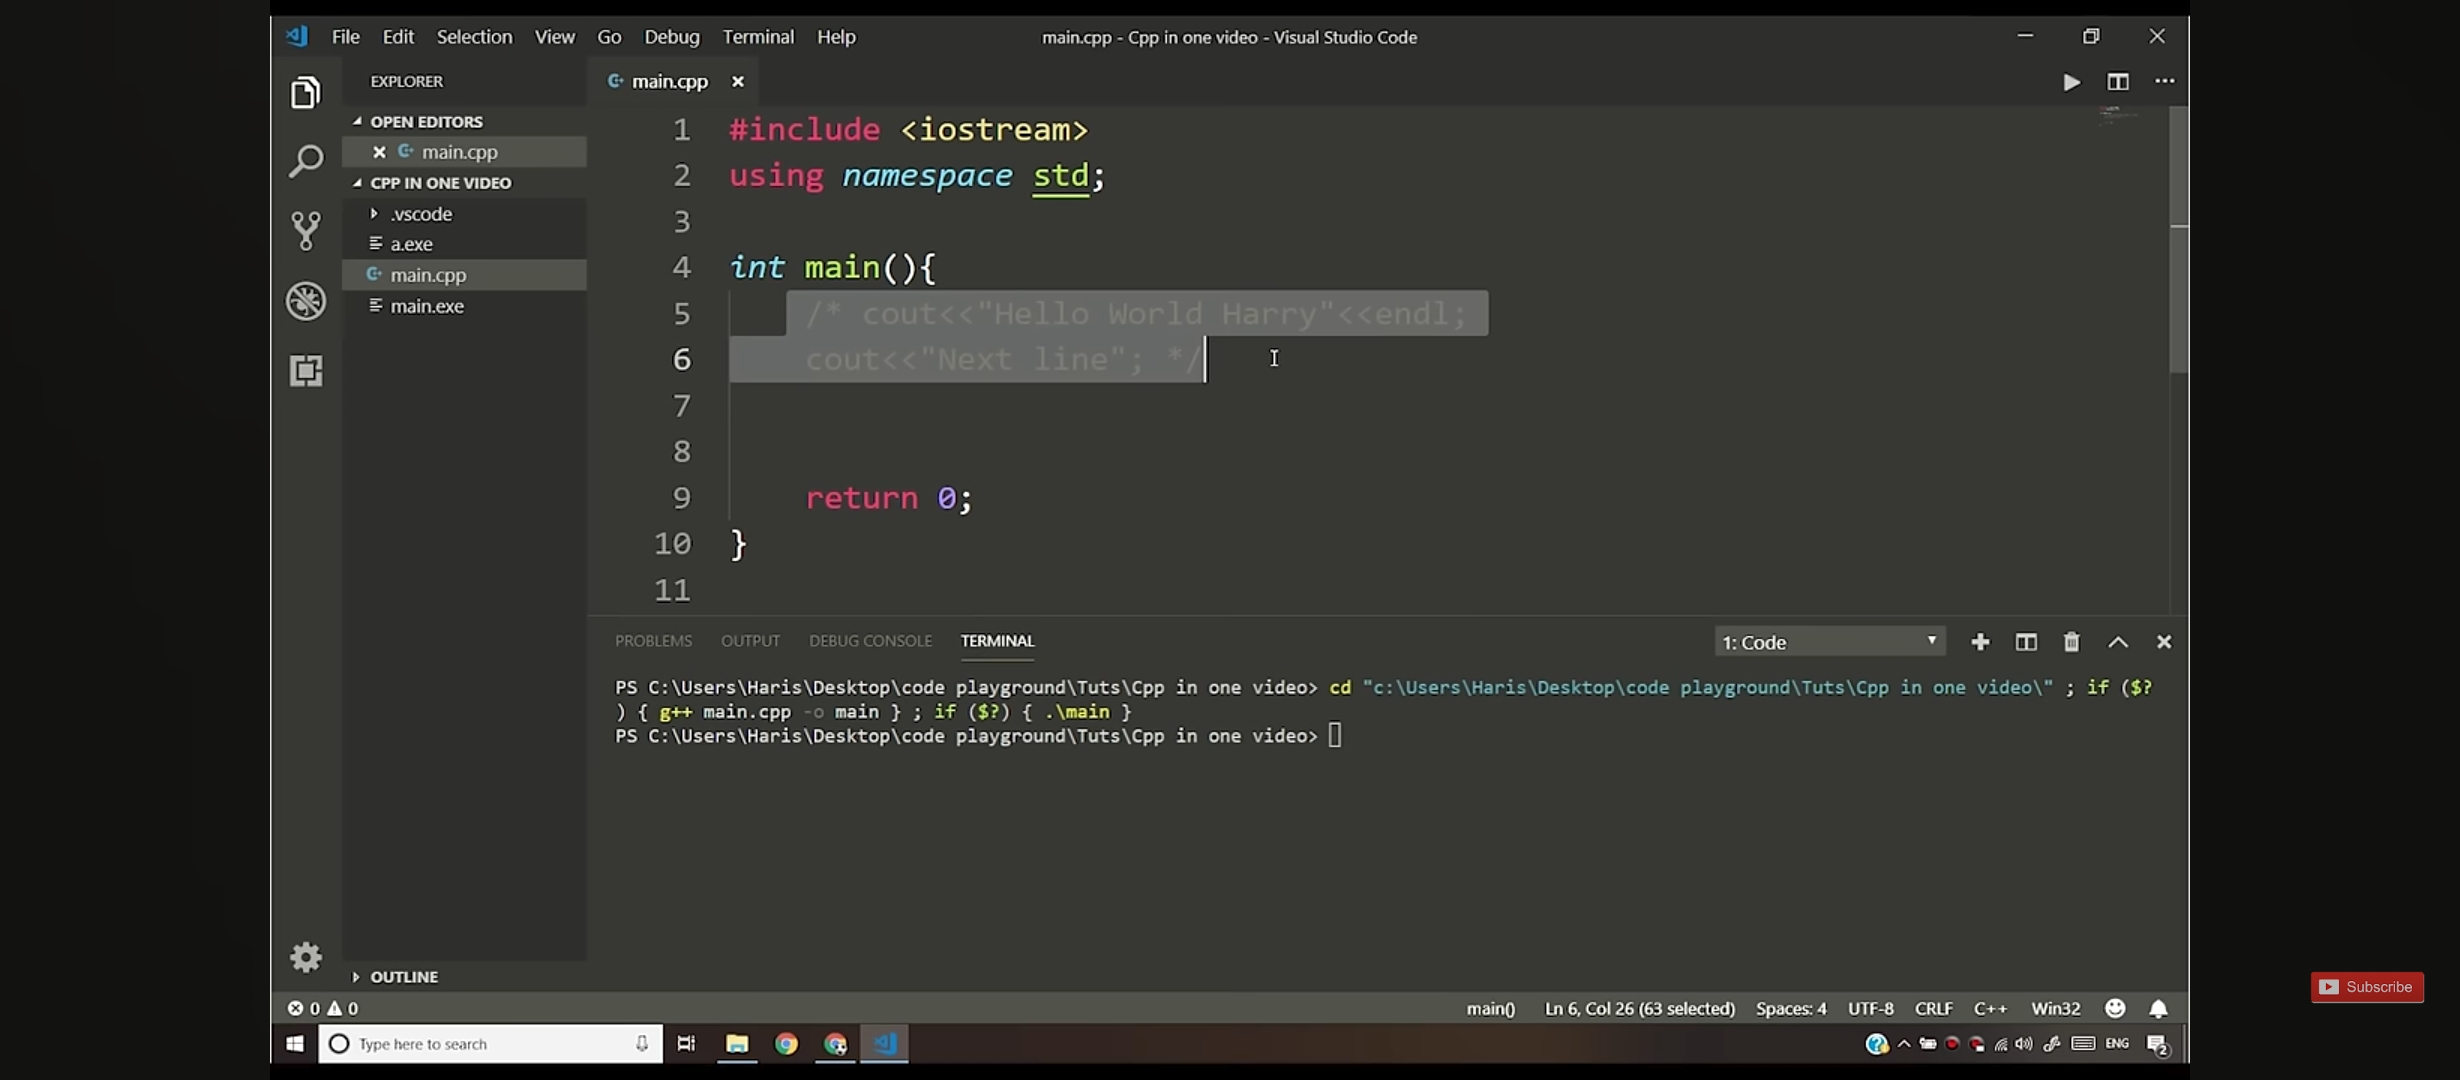 File Edit Selection View Go Debug Terminal Help
main.cpp - Cpp in one video - Visual Studio Code
EXPLORER
main.cpp
OPEN EDITORS
main.cpp
CPP IN ONE VIDEO
.vscode
a.exe
main.cpp
main.exe
OUTLINE
1 #include <iostream>
2 using namespace std;
3
4 int main(){
5 /* cout<<"Hello World Harry"<<endl;
6 cout<<"Next line"; */
7
8
9 return 0;
10 }
11
PROBLEMS OUTPUT DEBUG CONSOLE TERMINAL
1: Code
PS C:\Users\Haris\Desktop\code playground\Tuts\Cpp in one video> cd "c:\Users\Haris\Desktop\code playground\Tuts\Cpp in one video\" ; if ($?
) { g++ main.cpp -o main } ; if ($?) { .\main }
PS C:\Users\Haris\Desktop\code playground\Tuts\Cpp in one video>
0 0
main() Ln 6, Col 26 (63 selected) Spaces: 4 UTF-8 CRLF C++ Win32
Type here to search
ENG
2
Subscribe